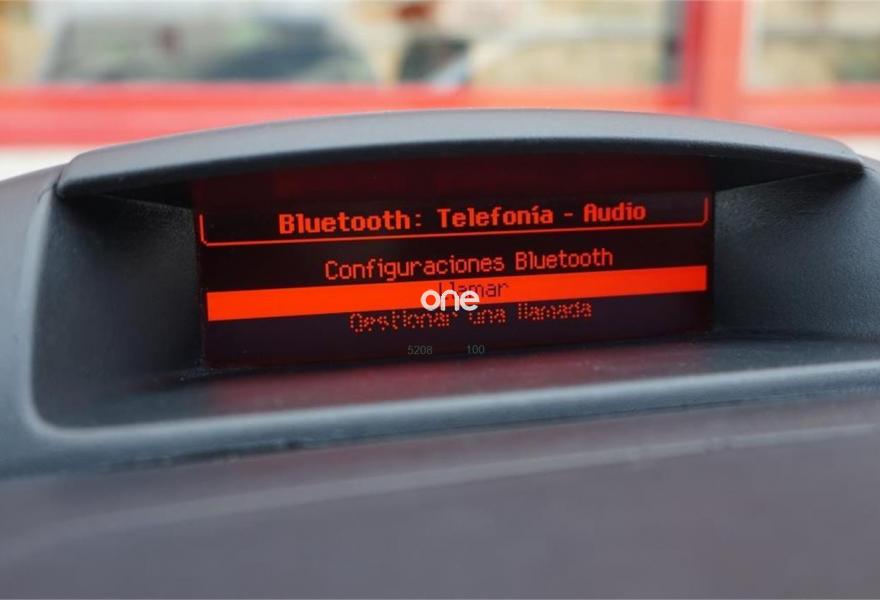 Bluetooth: Telefonía - Audio
Configuraciones Bluetooth
Llamar
one
Gestionar una llamada
5208 100